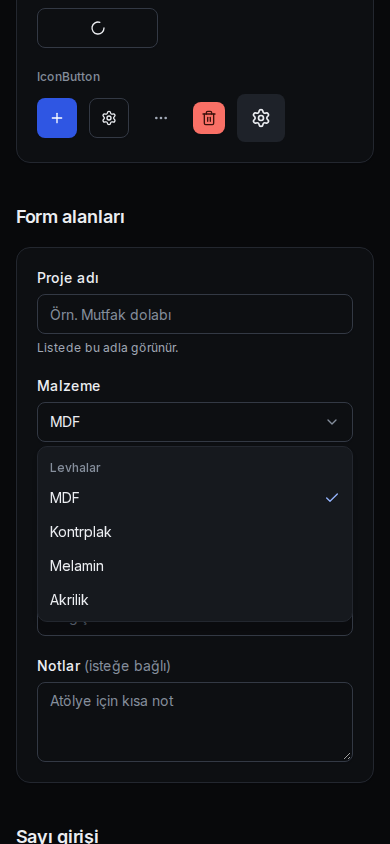 IconButton
Form alanları
Proje adı
Örn. Mutfak dolabı
Listede bu adla görünür.
Malzeme
MDF
Levhalar
MDF
Kontrplak
Melamin
Akrilik
Notlar (isteğe bağlı)
Atölye için kısa not
Sayı girişi